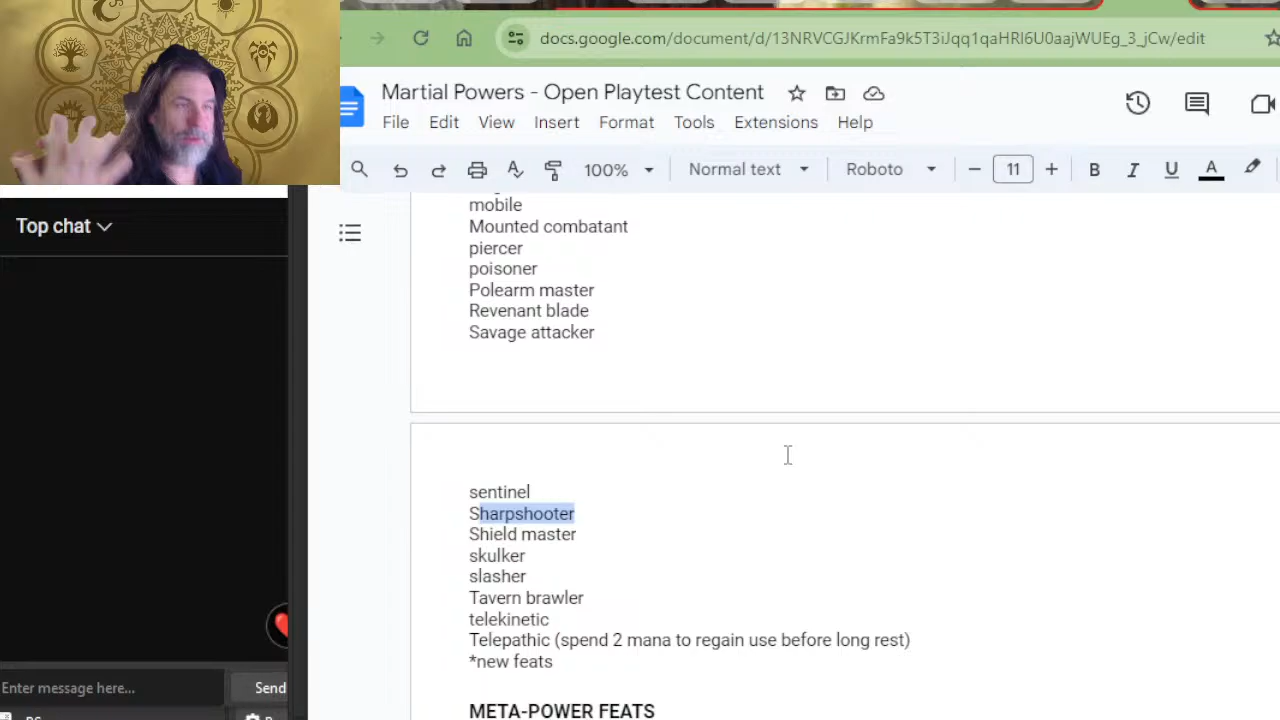 docs.google.com/document/d/13NRVCGJKrmFa9k5T3iJqq1qaHRl6U0aajWUEg_3_jCw/edit
Martial Powers - Open Playtest Content
File Edit View Insert Format Tools Extensions Help
100% Normal text Roboto 11 B I U A
Top chat
mobile
Mounted combatant
piercer
poisoner
Polearm master
Revenant blade
Savage attacker
sentinel
Sharpshooter
Shield master
skulker
slasher
Tavern brawler
telekinetic
Telepathic (spend 2 mana to regain use before long rest)
*new feats
META-POWER FEATS
Enter message here...
Send